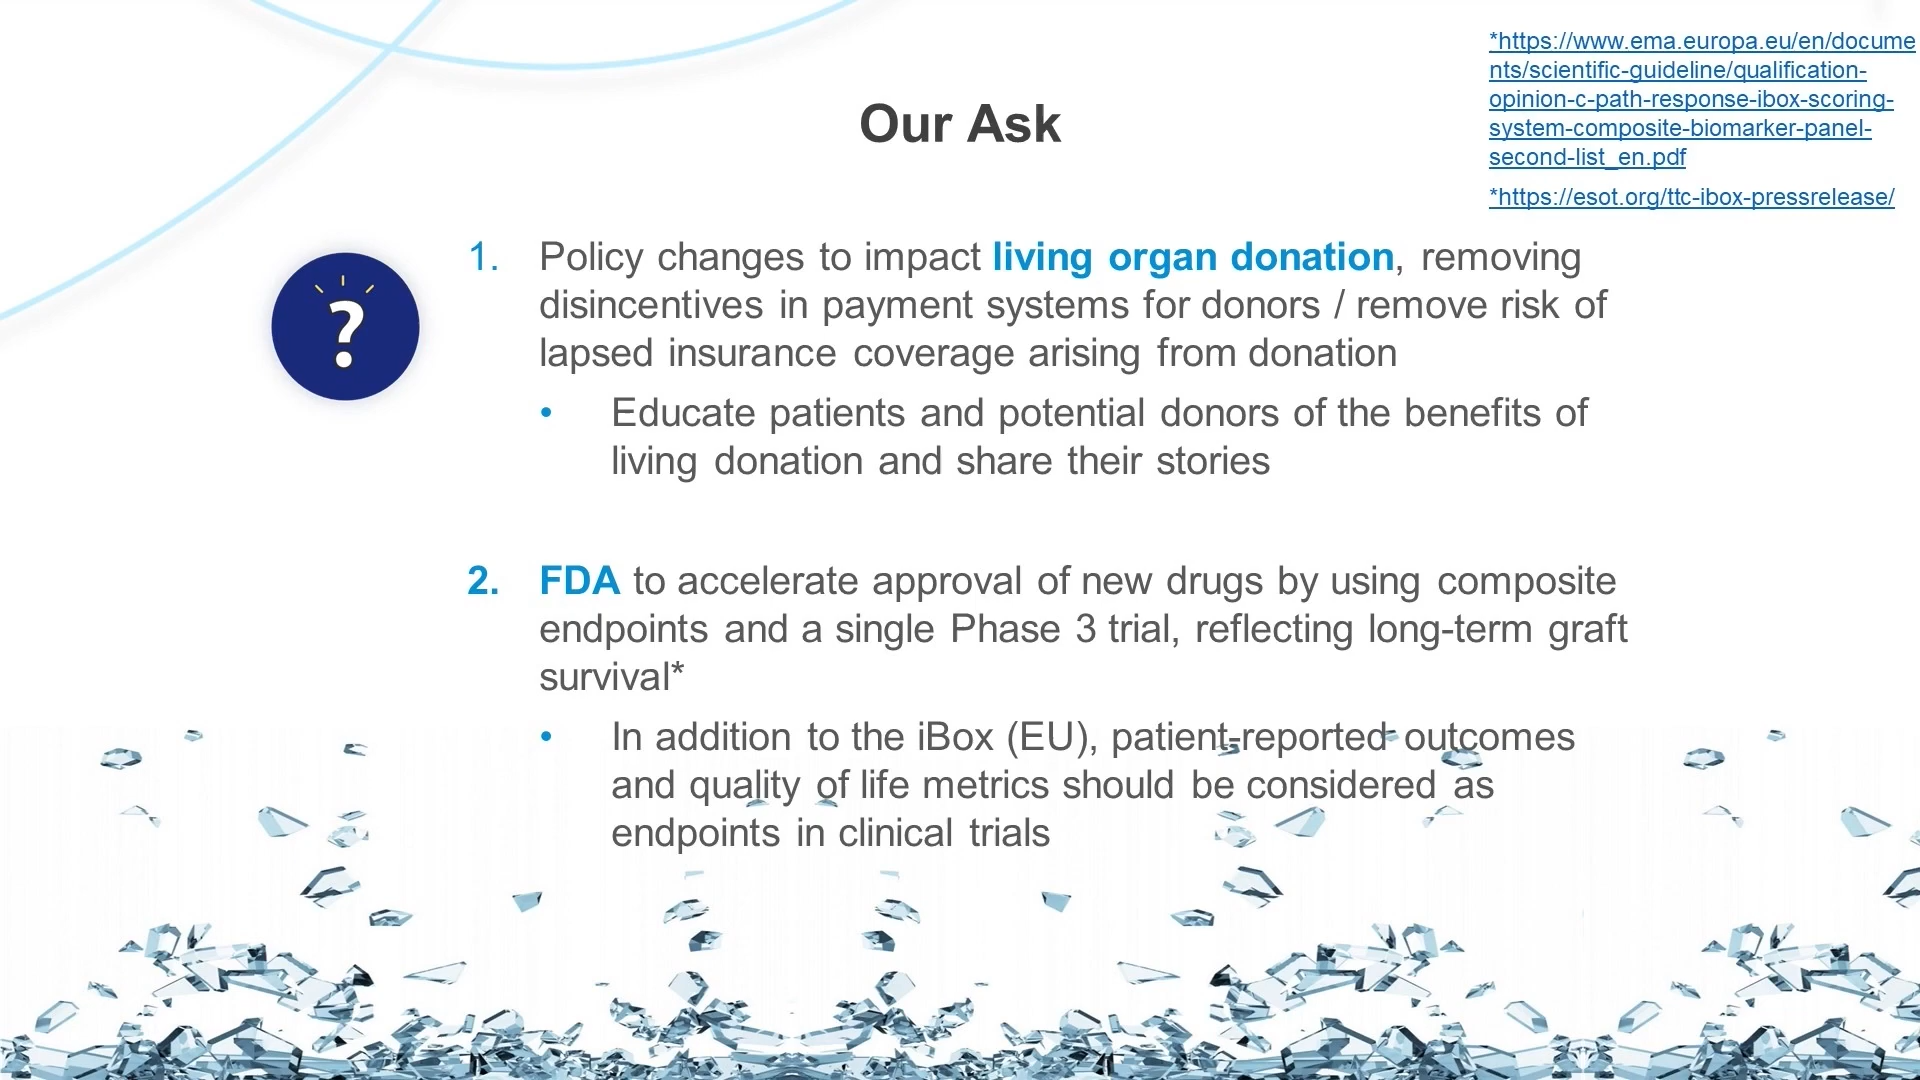 *https://www.ema.europa.eu/en/docume
nts/scientific-guideline/qualification-
opinion-c-path-response-ibox-scoring-
system-composite-biomarker-panel-
second-list_en.pdf
*https://esot.org/ttc-ibox-pressrelease/
Our Ask
?
1. Policy changes to impact living organ donation, removing
disincentives in payment systems for donors / remove risk of
lapsed insurance coverage arising from donation
• Educate patients and potential donors of the benefits of
living donation and share their stories
2. FDA to accelerate approval of new drugs by using composite
endpoints and a single Phase 3 trial, reflecting long-term graft
survival*
• In addition to the iBox (EU), patient-reported outcomes
and quality of life metrics should be considered as
endpoints in clinical trials